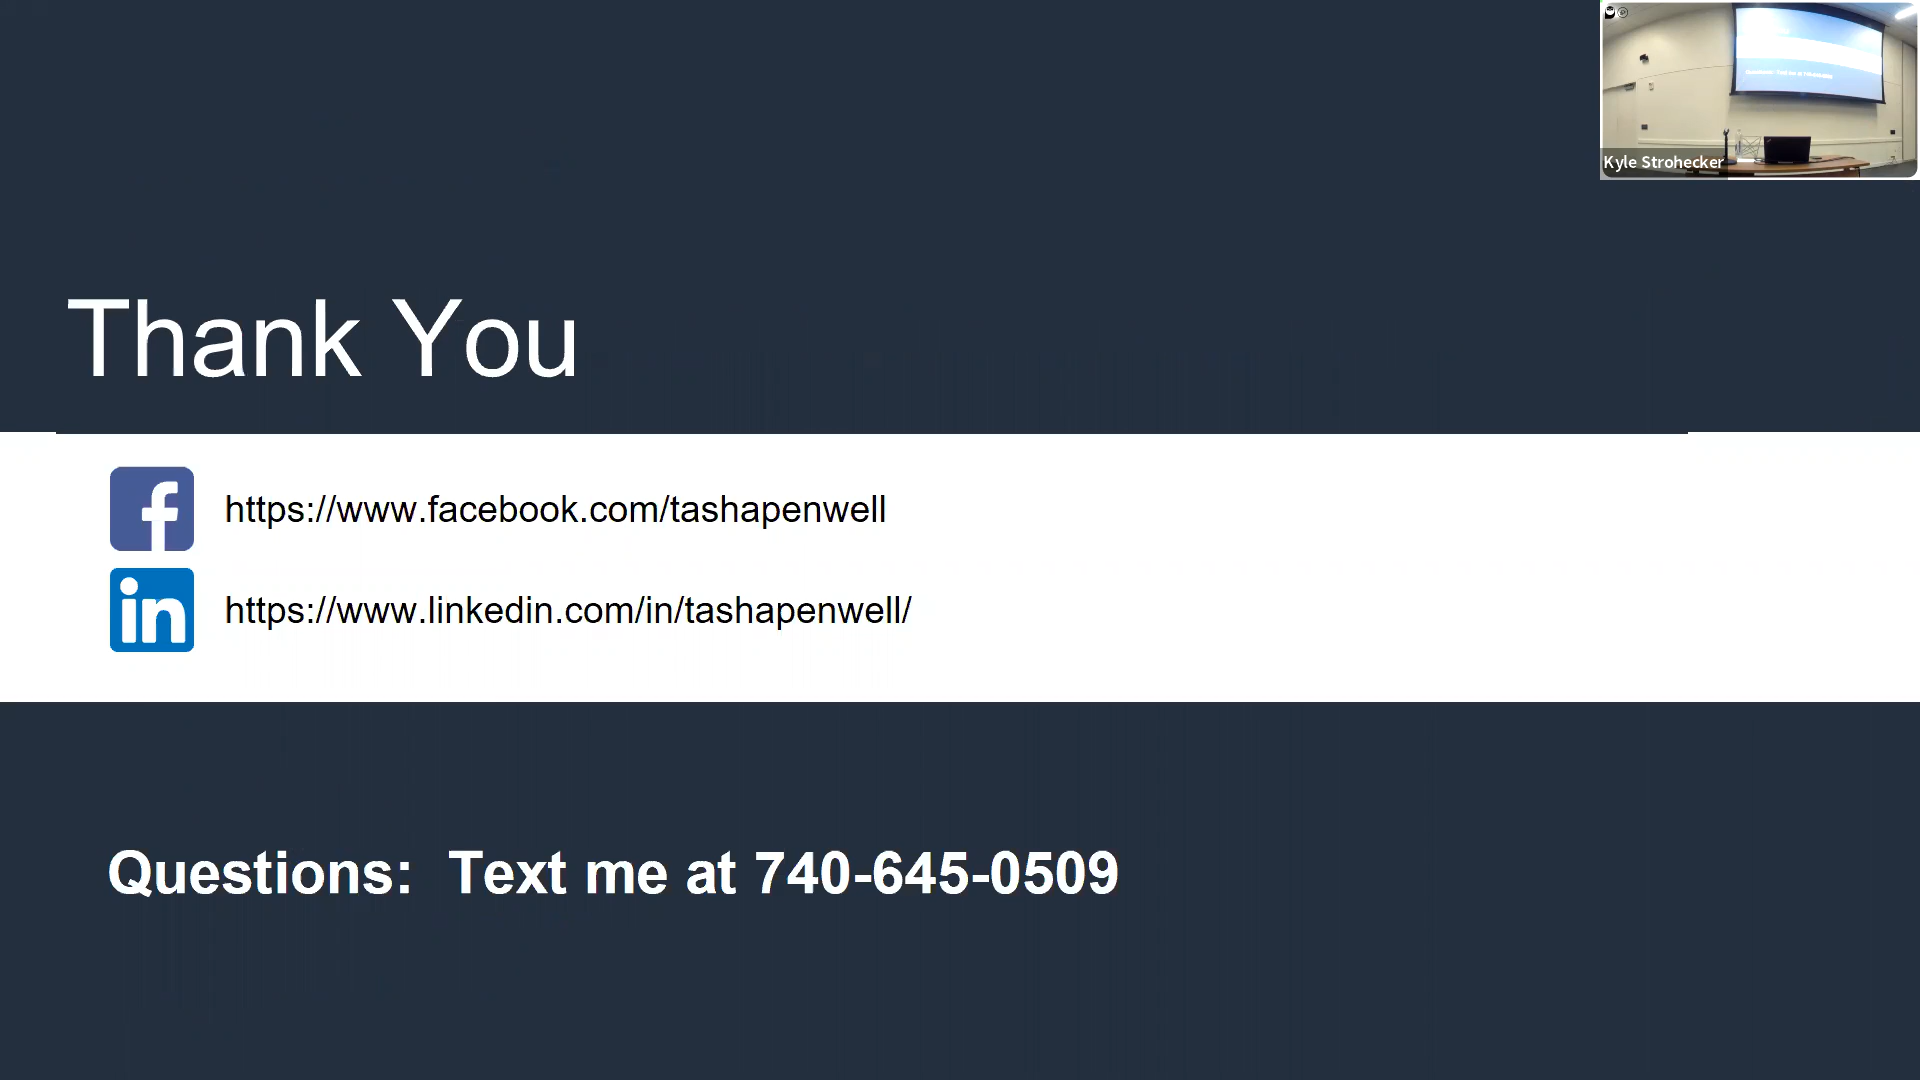 Kyle Strohecker
Thank You
https://www.facebook.com/tashapenwell
in https://www.linkedin.com/in/tashapenwell/
Questions: Text me at 740-645-0509